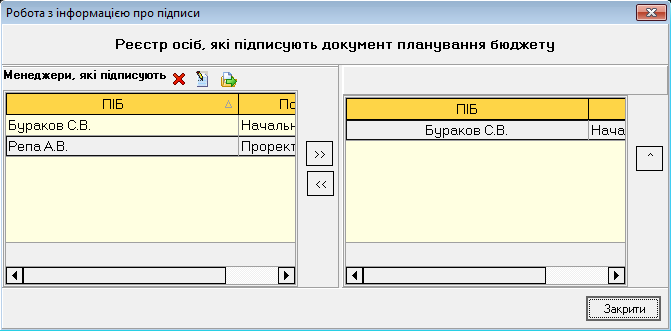 Робота з інформацією про підписи
Реєстр осіб, які підписують документ планування бюджету
Менеджери, які підписують
ПІБ По
Бураков С.В. Начальн
Репа А.В. Проректо
>>
<<
ПІБ
Бураков С.В. Нача
^
Закрити